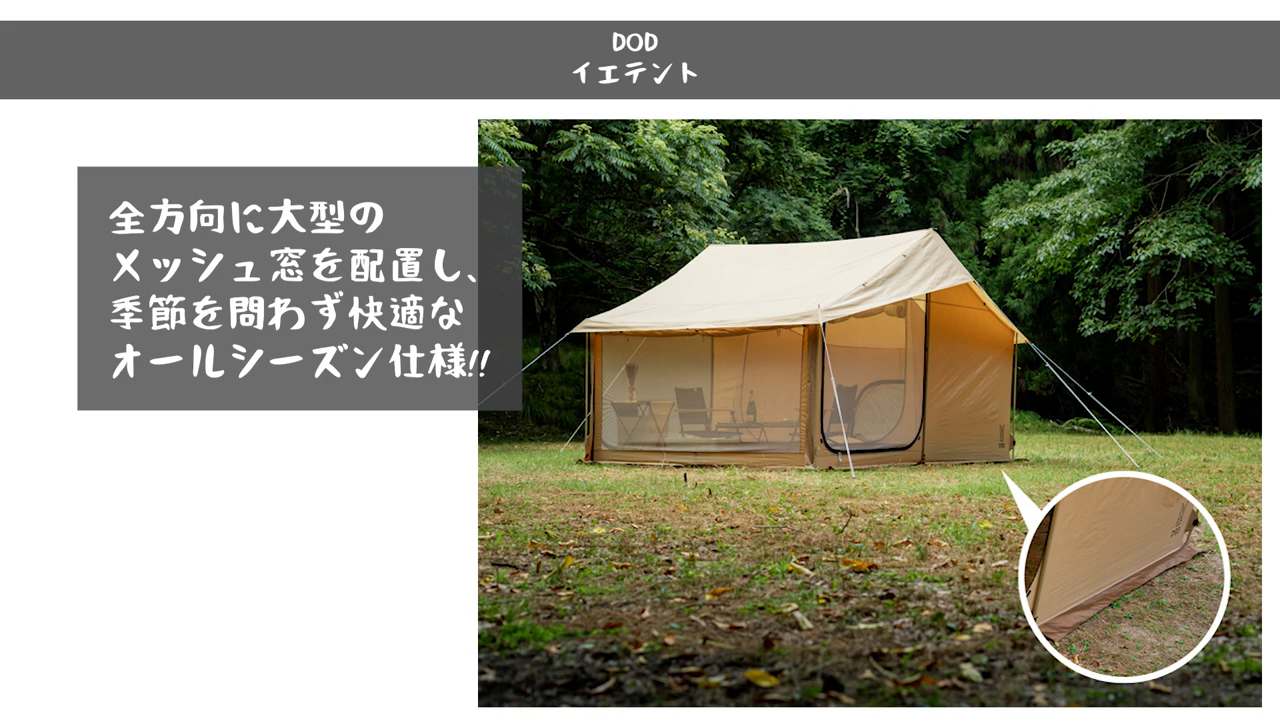 DOD
イエテント
全方向に大型の
メッシュ窓を配置し、
季節を問わず快適な
オールシーズン仕様!!